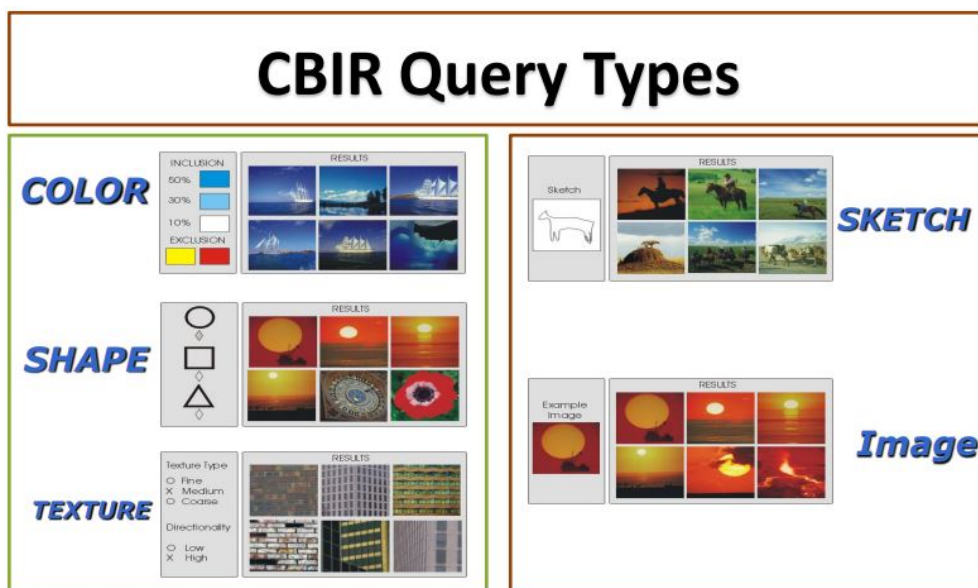 CBIR Query Types
COLOR
INCLUSION
50%
30%
10%
EXCLUSION
RESULTS
SHAPE
RESULTS
TEXTURE
Texture Type
O Fine
X Medium
O Coarse
Directionality
O Low
X High
RESULTS
Sketch
RESULTS
SKETCH
Example
Image
RESULTS
Image